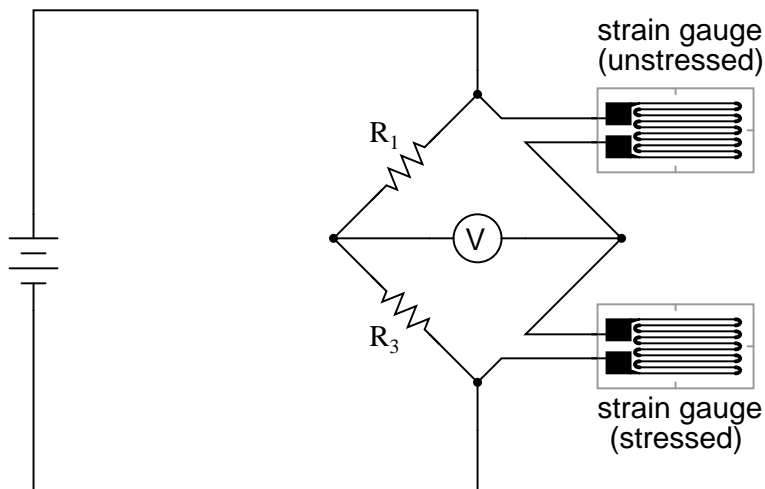 strain gauge
(unstressed)
R1
V
R3
strain gauge
(stressed)